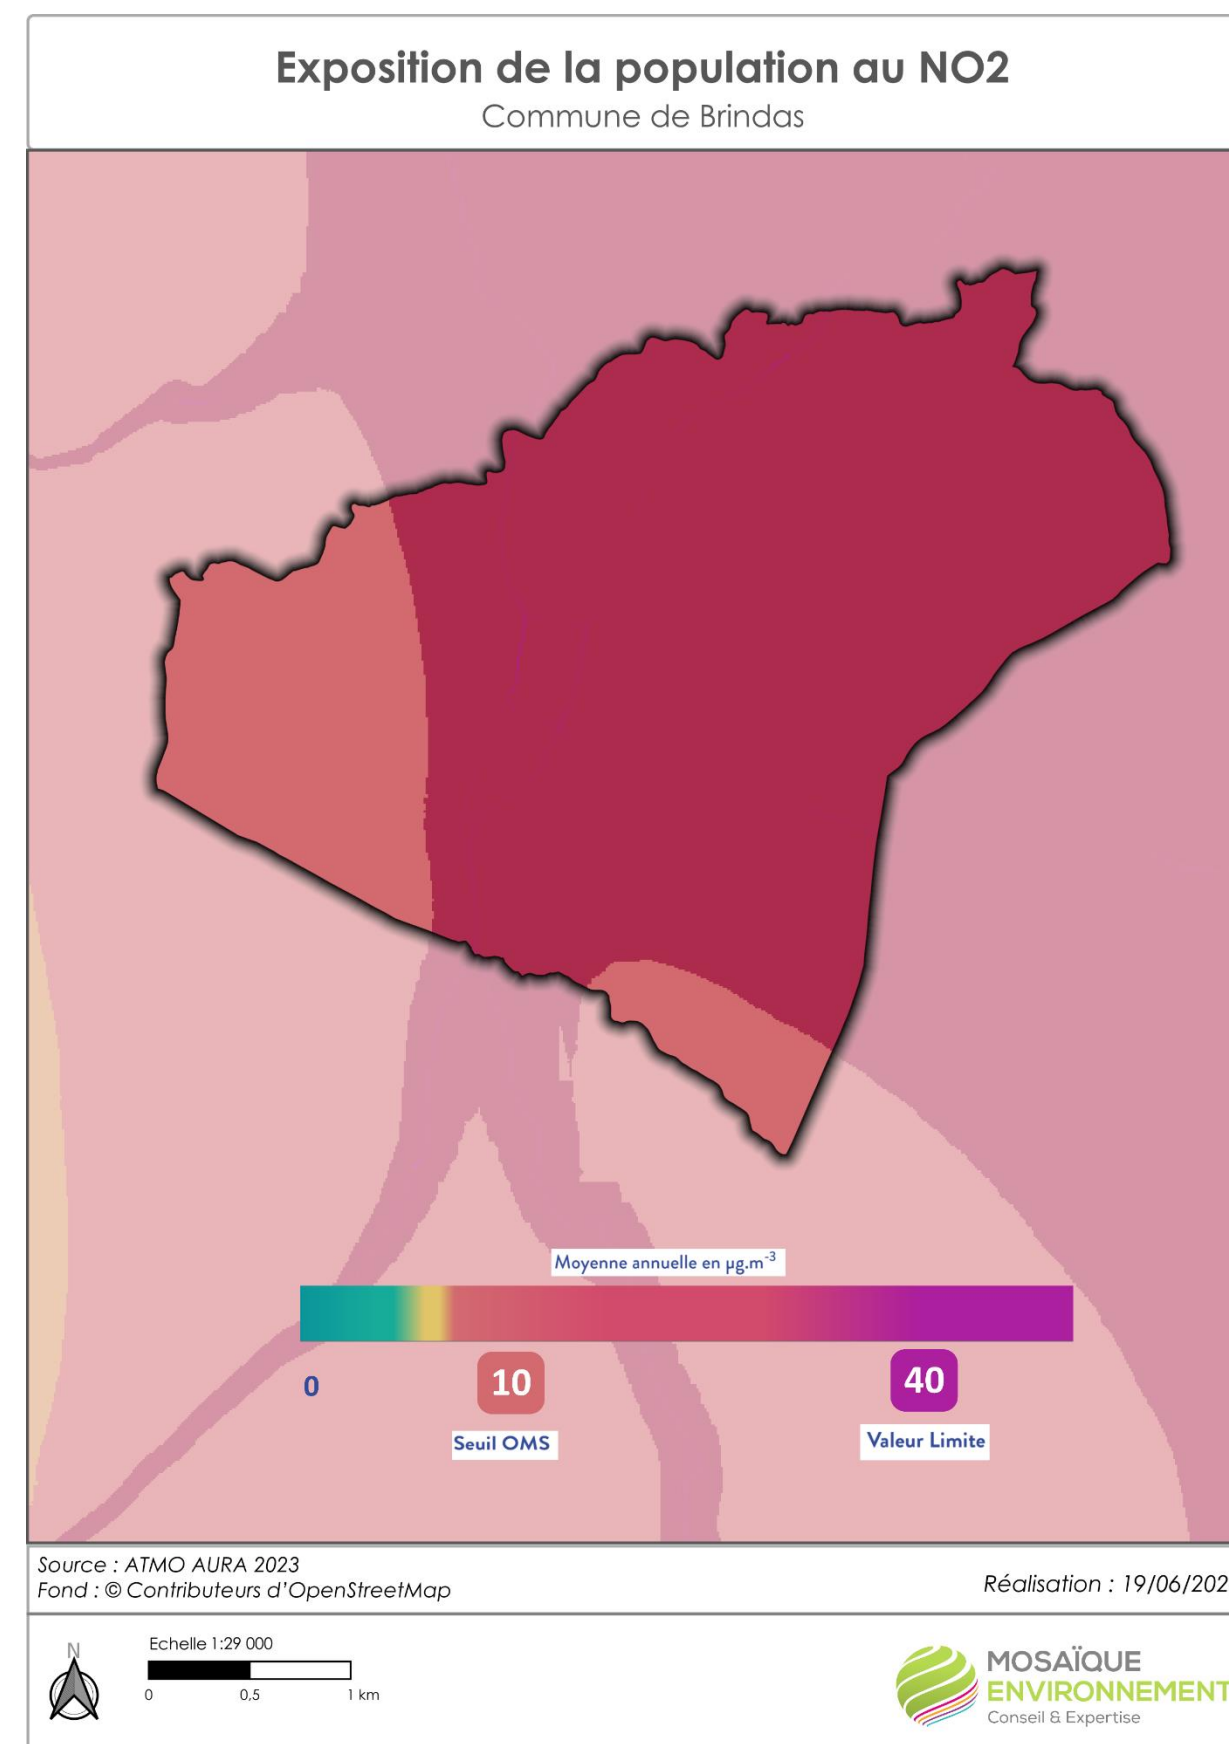 Exposition de la population au NO2
Commune de Brindas
Moyenne annuelle en µg.m⁻³
0 10 40
Seuil OMS Valeur Limite
Source : ATMO AURA 2023
Fond : © Contributeurs d'OpenStreetMap
Réalisation : 19/06/202
N
Echelle 1:29 000
0 0,5 1 km
MOSAÏQUE
ENVIRONNEMENT
Conseil & Expertise